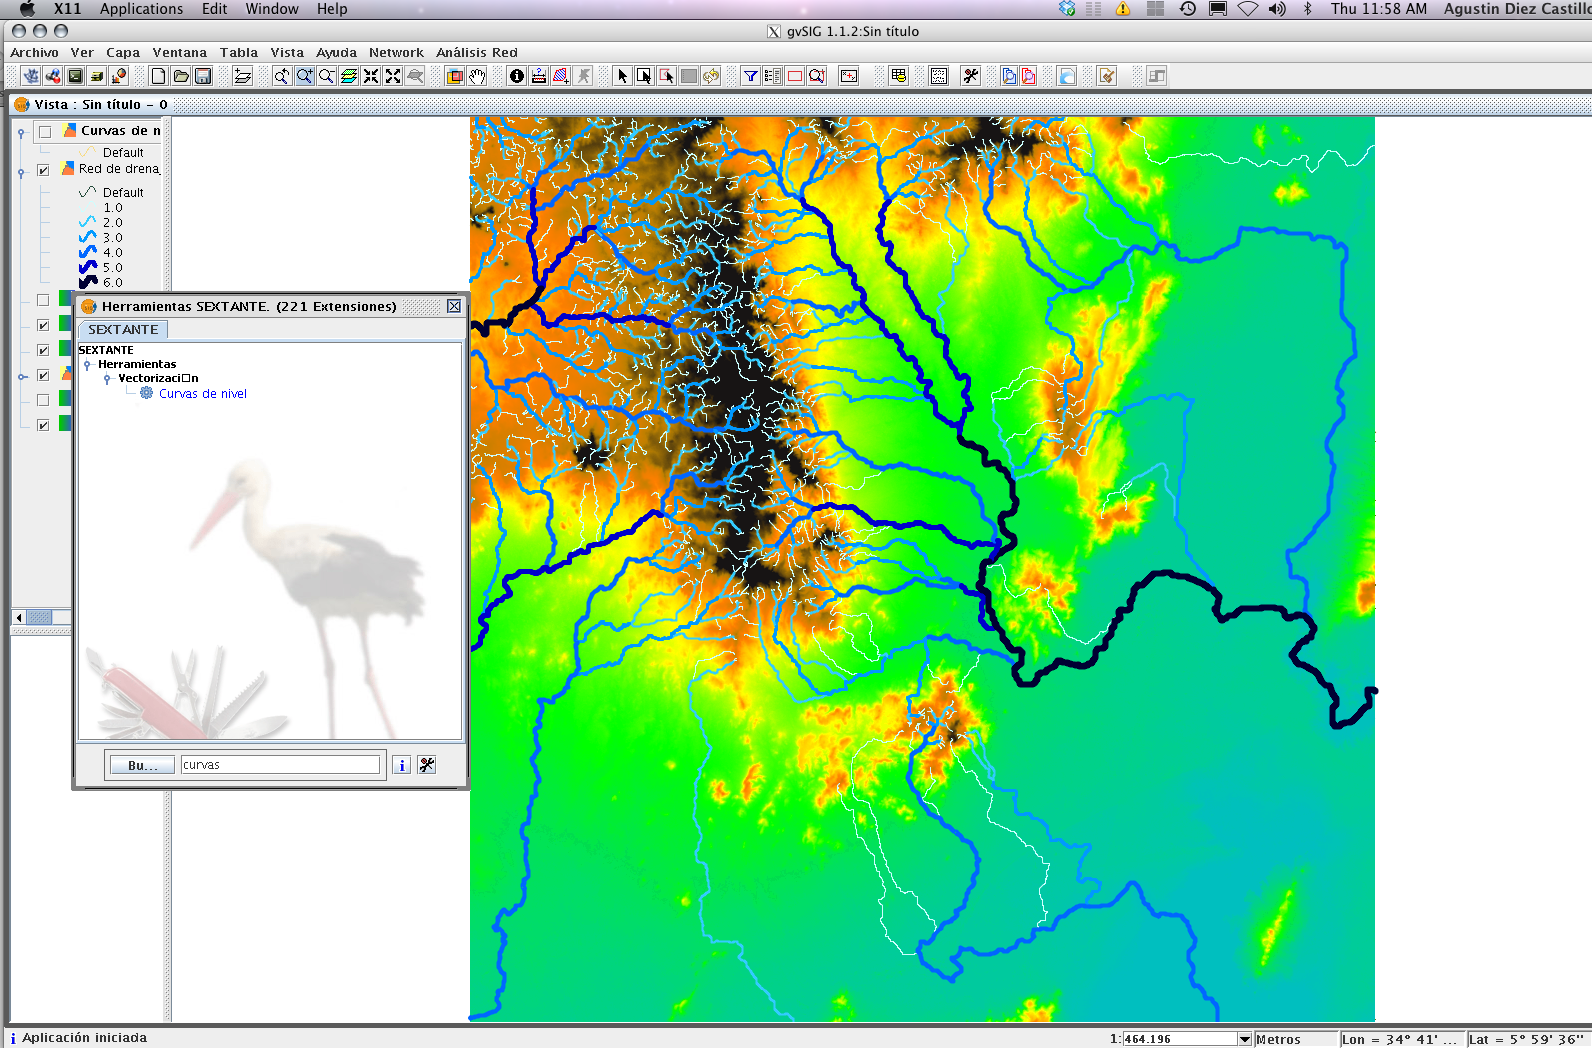 X11 Applications Edit Window Help Thu 11:58 AM Agustin Diez Castillo
gvSIG 1.1.2:Sin título
Archivo Ver Capa Ventana Tabla Vista Ayuda Network Análisis Red
Vista : Sin título - 0
Curvas de n
Default
Red de drena
Default
1.0
2.0
3.0
4.0
5.0
6.0
Herramientas SEXTANTE. (221 Extensiones)
SEXTANTE
SEXTANTE
Herramientas
Vectorizaci□n
Curvas de nivel
Bu... curvas
Aplicación iniciada 1: 464.196 Metros Lon = 34° 41' ... Lat = 5° 59' 36"